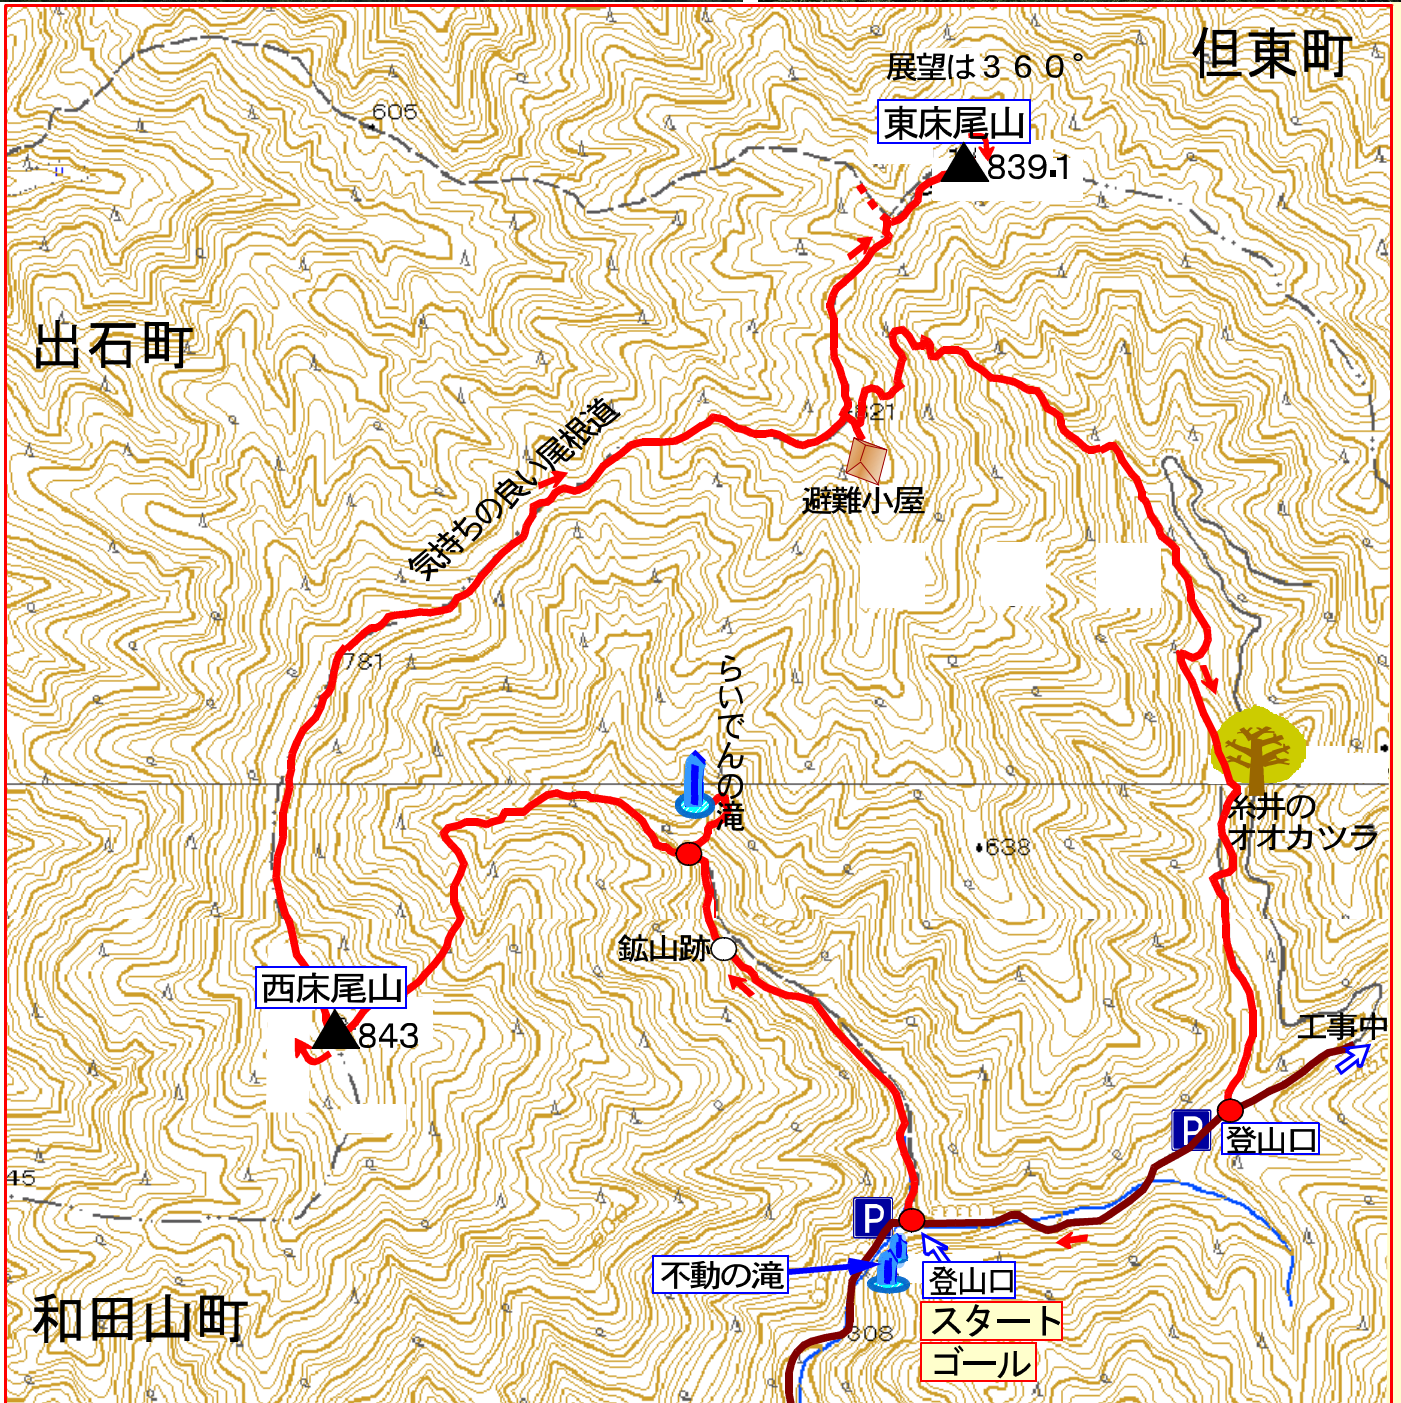 但東町
展望は３６０°
605
東床尾山
839.1
出石町
821
気持ちの良い尾根道
避難小屋
781
らいでんの滝
糸井の
オオカツラ
638
鉱山跡
西床尾山
843
工事中
P
登山口
45
P
不動の滝
登山口
スタート
和田山町
308
ゴール